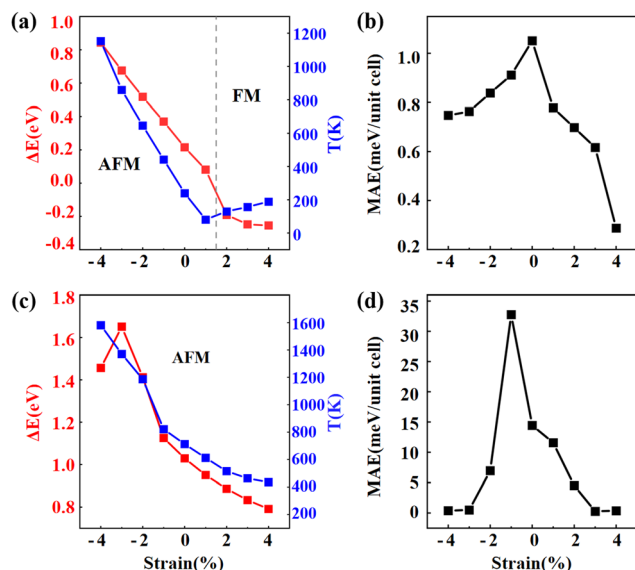 (a)
1.0
0.8
0.6
0.4
0.2
0.0
-0.2
-0.4
ΔE(eV)
AFM
FM
1200
1000
800
600
400
200
0
T(K)
-4 -2 0 2 4
(b)
1.0
0.8
0.6
0.4
0.2
MAE(meV/unit cell)
-4 -2 0 2 4
(c)
1.8
1.6
1.4
1.2
1.0
0.8
ΔE(eV)
AFM
1600
1400
1200
1000
800
600
400
200
T(K)
-4 -2 0 2 4
Strain(%)
(d)
35
30
25
20
15
10
5
0
MAE(meV/unit cell)
-4 -2 0 2 4
Strain(%)